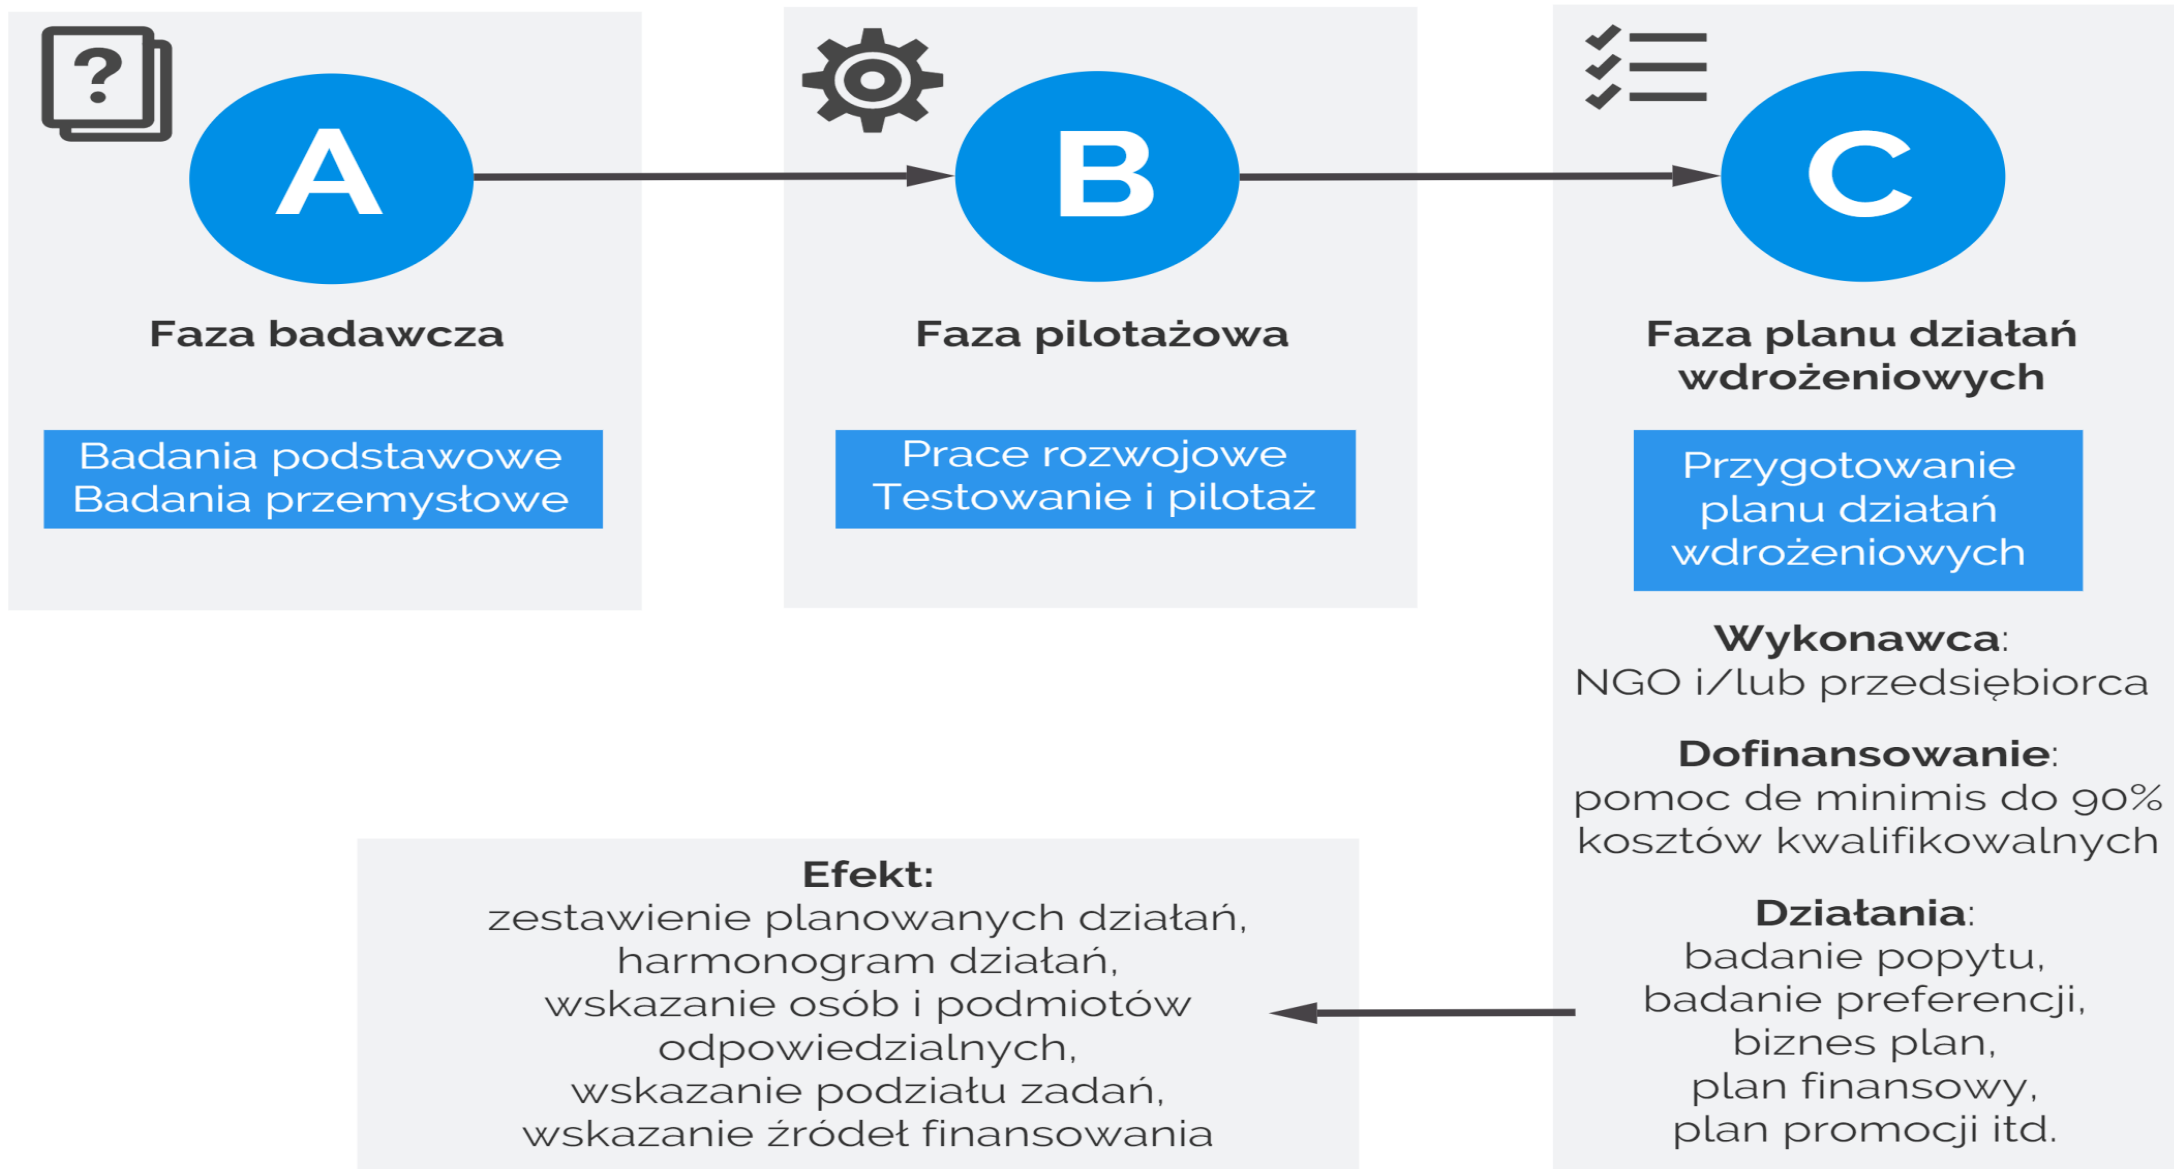 ?
A
Faza badawcza
Badania podstawowe
Badania przemysłowe
B
Faza pilotażowa
Prace rozwojowe
Testowanie i pilotaż
C
Faza planu działań
wdrożeniowych
Przygotowanie
planu działań
wdrożeniowych
Wykonawca:
NGO i/lub przedsiębiorca
Dofinansowanie:
pomoc de minimis do 90%
kosztów kwalifikowalnych
Działania:
badanie popytu,
badanie preferencji,
biznes plan,
plan finansowy,
plan promocji itd.
Efekt:
zestawienie planowanych działań,
harmonogram działań,
wskazanie osób i podmiotów
odpowiedzialnych,
wskazanie podziału zadań,
wskazanie źródeł finansowania